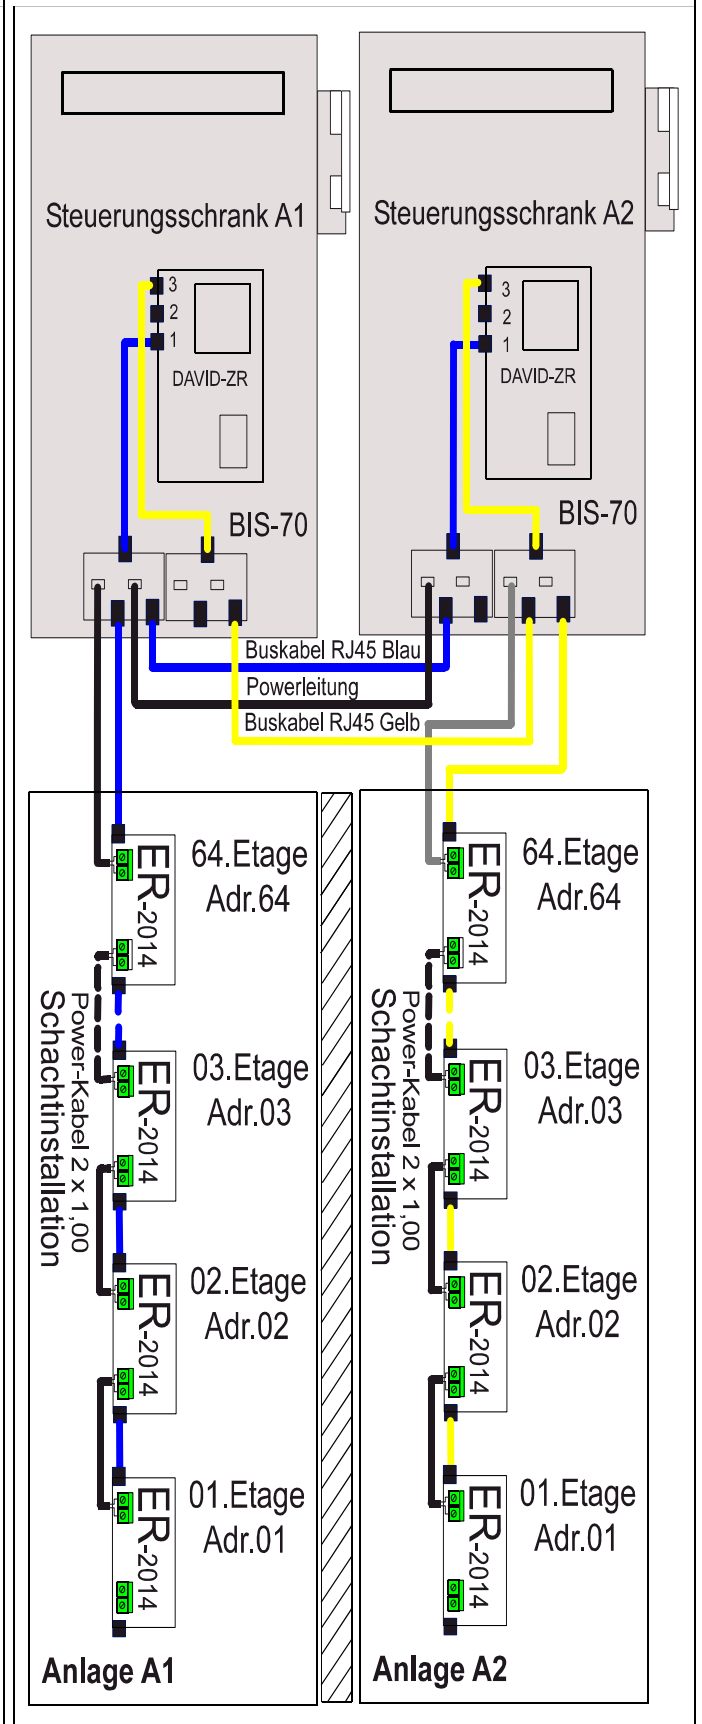 Steuerungsschrank A1
3
2
1
DAVID-ZR
BIS-70
Steuerungsschrank A2
3
2
1
DAVID-ZR
BIS-70
Buskabel RJ45 Blau
Powerleitung
Buskabel RJ45 Gelb
64.Etage
Adr.64
ER-2014
03.Etage
Adr.03
ER-2014
Power-Kabel 2 x 1,00
Schachtinstallation
02.Etage
Adr.02
ER-2014
01.Etage
Adr.01
ER-2014
Anlage A1
64.Etage
Adr.64
ER-2014
03.Etage
Adr.03
ER-2014
Power-Kabel 2 x 1,00
Schachtinstallation
02.Etage
Adr.02
ER-2014
01.Etage
Adr.01
ER-2014
Anlage A2